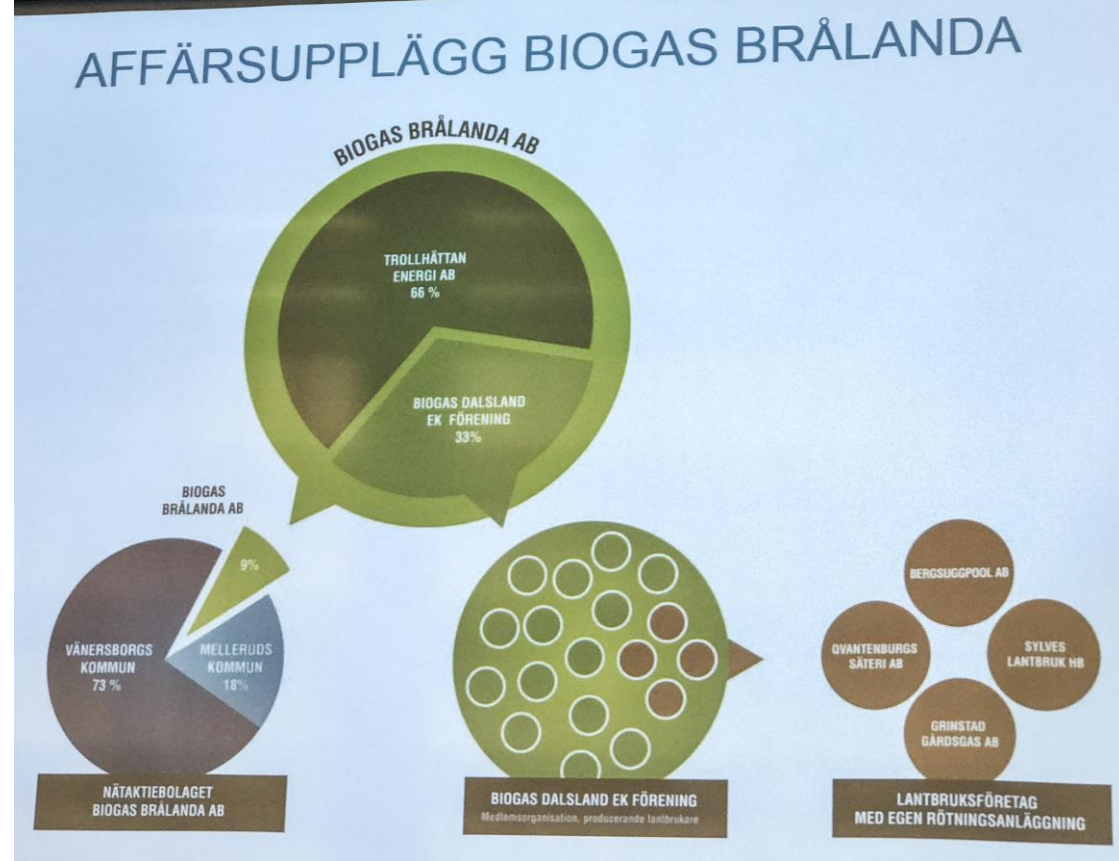 AFFÄRSUPPLÄGG BIOGAS BRÅLANDA
BIOGAS BRÅLANDA AB
TROLLHÄTTAN
ENERGI AB
66 %
BIOGAS DALSLAND
EK FÖRENING
33%
BIOGAS
BRÅLANDA AB
9%
VÄNERSBORGS
KOMMUN
73 %
MELLERUDS
KOMMUN
18%
NÄTAKTIEBOLAGET
BIOGAS BRÅLANDA AB
BIOGAS DALSLAND EK FÖRENING
Medlemsorganisation, producerande lantbrukare
BERGSUGGPOOL AB
QVANTENBURGS
SÄTERI AB
SYLVES
LANTBRUK HB
GRINSTAD
GÅRDSGAS AB
LANTBRUKSFÖRETAG
MED EGEN RÖTNINGSANLÄGGNING